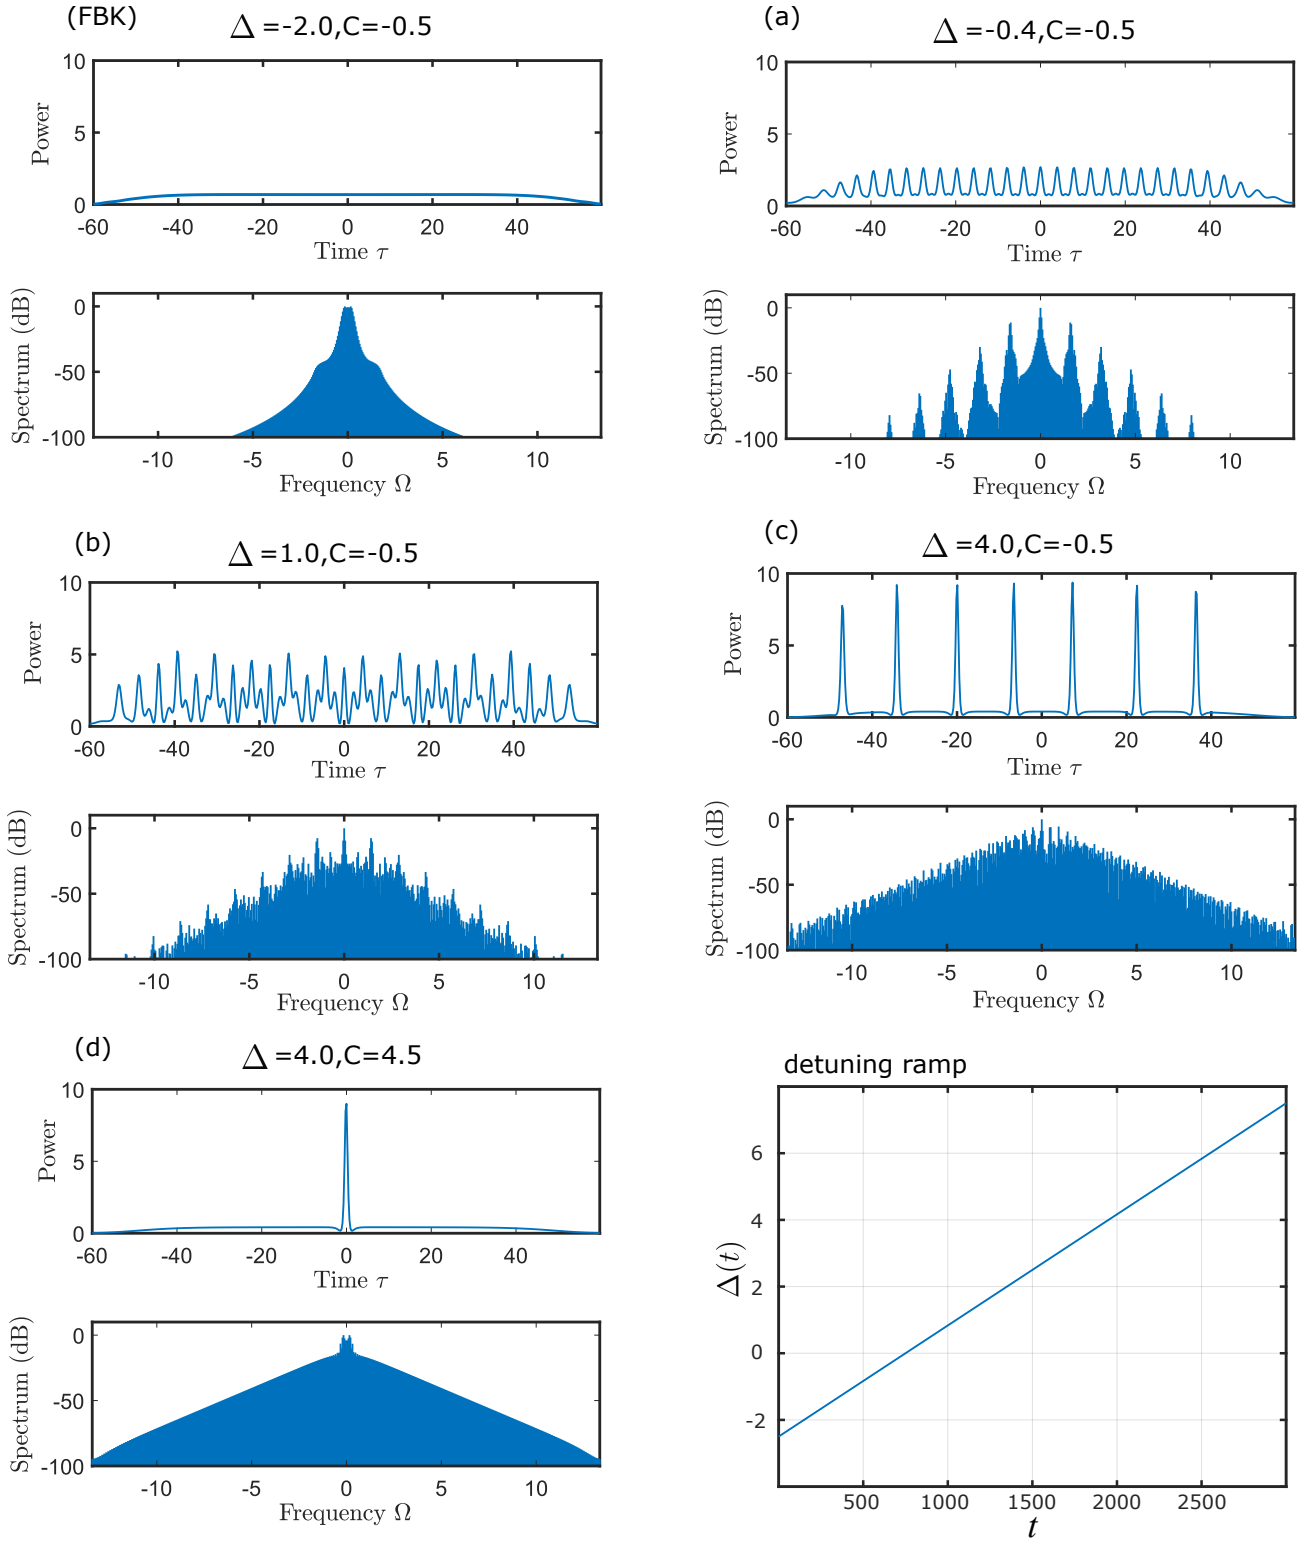 (FBK)
Δ =-2.0,C=-0.5
10
5
0
Power
-60 -40 -20 0 20 40
Time τ
0
-50
-100
Spectrum (dB)
-10 -5 0 5 10
Frequency Ω
(a)
Δ =-0.4,C=-0.5
10
5
0
Power
-60 -40 -20 0 20 40
Time τ
0
-50
-100
Spectrum (dB)
-10 -5 0 5 10
Frequency Ω
(b)
Δ =1.0,C=-0.5
10
5
0
Power
-60 -40 -20 0 20 40
Time τ
0
-50
-100
Spectrum (dB)
-10 -5 0 5 10
Frequency Ω
(c)
Δ =4.0,C=-0.5
10
5
0
Power
-60 -40 -20 0 20 40
Time τ
0
-50
-100
Spectrum (dB)
-10 -5 0 5 10
Frequency Ω
(d)
Δ =4.0,C=4.5
10
5
0
Power
-60 -40 -20 0 20 40
Time τ
0
-50
-100
Spectrum (dB)
-10 -5 0 5 10
Frequency Ω
detuning ramp
6
4
2
0
-2
Δ(t)
500 1000 1500 2000 2500
t